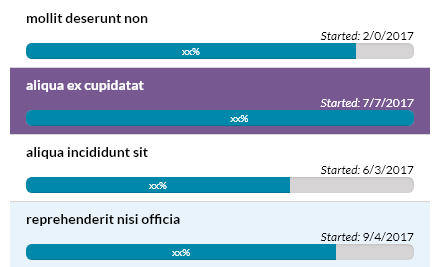 mollit deserunt non
Started: 2/0/2017
xx%
aliqua ex cupidatat
Started: 7/7/2017
xx%
aliqua incididunt sit
Started: 6/3/2017
xx%
reprehenderit nisi officia
Started: 9/4/2017
xx%